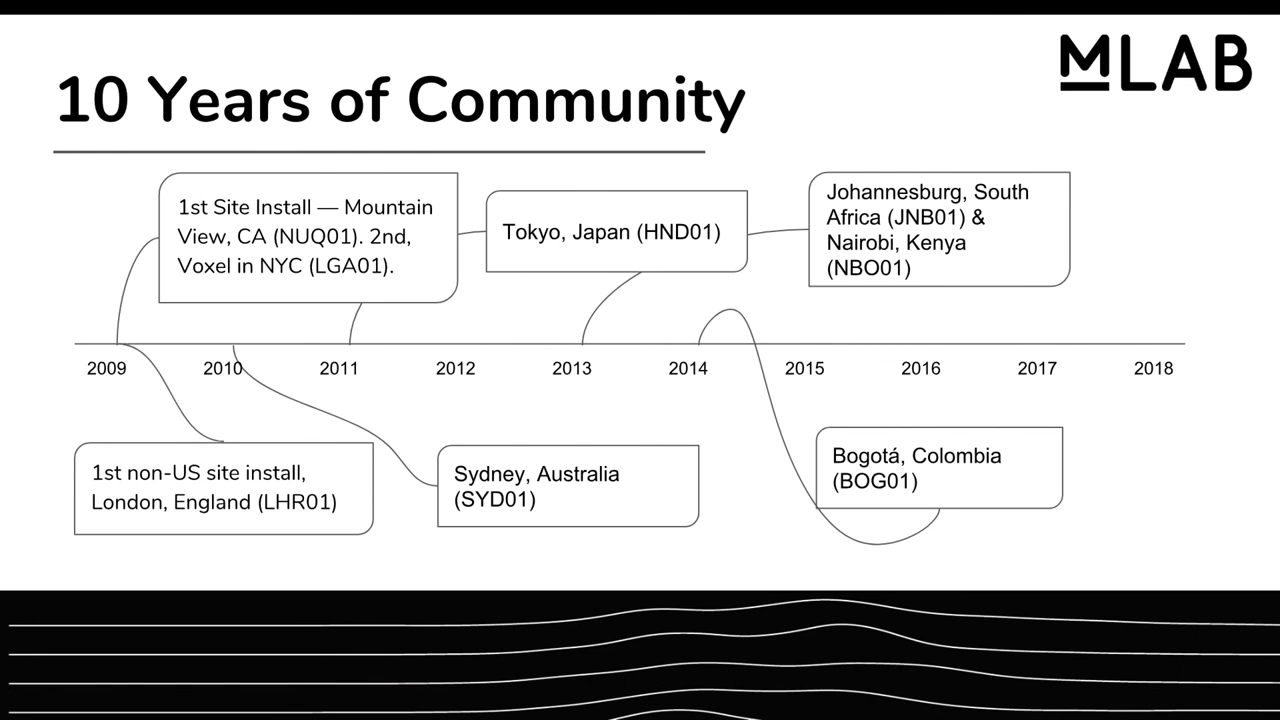 MLAB
10 Years of Community
1st Site Install — Mountain
View, CA (NUQ01). 2nd,
Voxel in NYC (LGA01).
Tokyo, Japan (HND01)
Johannesburg, South
Africa (JNB01) &
Nairobi, Kenya
(NBO01)
2009 2010 2011 2012 2013 2014 2015 2016 2017 2018
1st non-US site install,
London, England (LHR01)
Sydney, Australia
(SYD01)
Bogotá, Colombia
(BOG01)